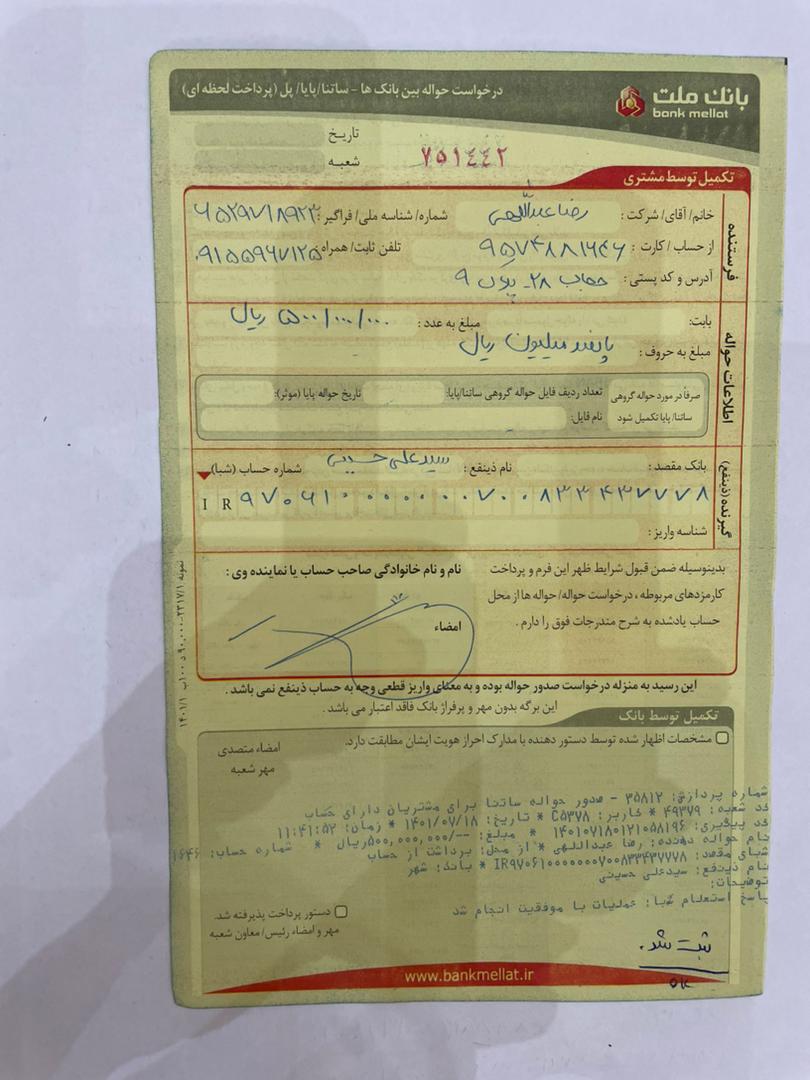 بانک ملت
bank mellat
درخواست حواله بین بانک ها - ساتنا/پایا/پل (پرداخت لحظه ای)
تاریخ
شعبه
۷۵۱۴۴۲
تکمیل توسط مشتری
فرستنده
خانم/ آقای/ شرکت: رضا عبداللهی شماره/ شناسه ملی/ فراگیر:
از حساب/ کارت: تلفن ثابت/ همراه: ۰۹۱۵۵۹۶۷۱۲۵
آدرس و کد پستی: حجاب ۲۸- پلاک ۹
اطلاعات حواله
بابت: مبلغ به عدد: ۵۰۰/۰۰۰/۰۰۰ ریال
مبلغ به حروف: پانصد میلیون ریال
صرفاً در مورد حواله گروهی ساتنا/ پایا تکمیل شود
تعداد ردیف فایل حواله گروهی ساتنا/پایا: تاریخ حواله پایا (موثر):
نام فایل:
گیرنده (ذینفع)
بانک مقصد: نام ذینفع: سید علی حسینی شماره حساب (شبا)
IR۹۷۰۶۱۰۰۰۰۰۰۰۷۰۰۸۳۳۴۳۷۷۷۸
شناسه واریز:
بدینوسیله ضمن قبول شرایط ظهر این فرم و پرداخت
کارمزدهای مربوطه، درخواست حواله/ حواله ها از محل
حساب یادشده به شرح مندرجات فوق را دارم.
نام و نام خانوادگی صاحب حساب یا نماینده وی:
امضاء
این رسید به منزله درخواست صدور حواله بوده و به معنای واریز قطعی وجه به حساب ذینفع نمی باشد.
این برگه بدون مهر و پرفراژ بانک فاقد اعتبار می باشد.
تکمیل توسط بانک
مشخصات اظهار شده توسط دستور دهنده با مدارک احراز هویت ایشان مطابقت دارد.
امضاء متصدی
مهر شعبه
شماره پردازش: ۳۵۸۱۲ - صدور حواله ساتنا برای مشتریان دارای حساب
کد شعبه: ۴۹۳۷۹ * کاربر: C۵۳۷۸ * تاریخ: ۱۴۰۱/۰۷/۱۸ * زمان: ۱۱:۴۱:۵۲
کد پیگیری: ۱۴۰۱۰۷۱۸۰۱۲۱۰۵۸۱۹۶ * مبلغ: --/۵۰۰,۰۰۰,۰۰۰ریال * شماره حساب:
نام حواله دهنده: رضا عبداللهی * از محل: برداشت از حساب
شبای مقصد: IR۹۷۰۶۱۰۰۰۰۰۰۰۷۰۰۸۳۳۴۳۷۷۷۸ * بانک: شهر
نام ذینفع: سیدعلی حسینی
توضیحات:
پاسخ استعلام شبا: عملیات با موفقیت انجام شد
دستور پرداخت پذیرفته شد.
مهر و امضاء رئیس/ معاون شعبه
ثبت شد.
www.bankmellat.ir